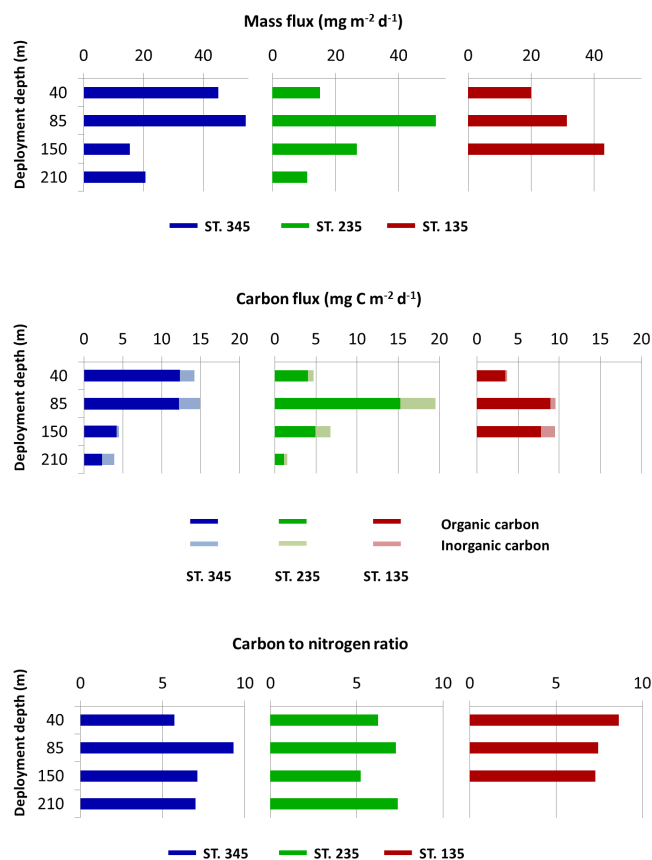 Mass flux (mg m⁻² d⁻¹)
0 20 40 0 20 40 0 20 40
Deployment depth (m)
40
85
150
210
ST. 345 ST. 235 ST. 135
Carbon flux (mg C m⁻² d⁻¹)
0 5 10 15 20 0 5 10 15 20 0 5 10 15 20
Deployment depth (m)
40
85
150
210
Organic carbon
Inorganic carbon
ST. 345 ST. 235 ST. 135
Carbon to nitrogen ratio
0 5 10 0 5 10 0 5 10
Deployment depth (m)
40
85
150
210
ST. 345 ST. 235 ST. 135